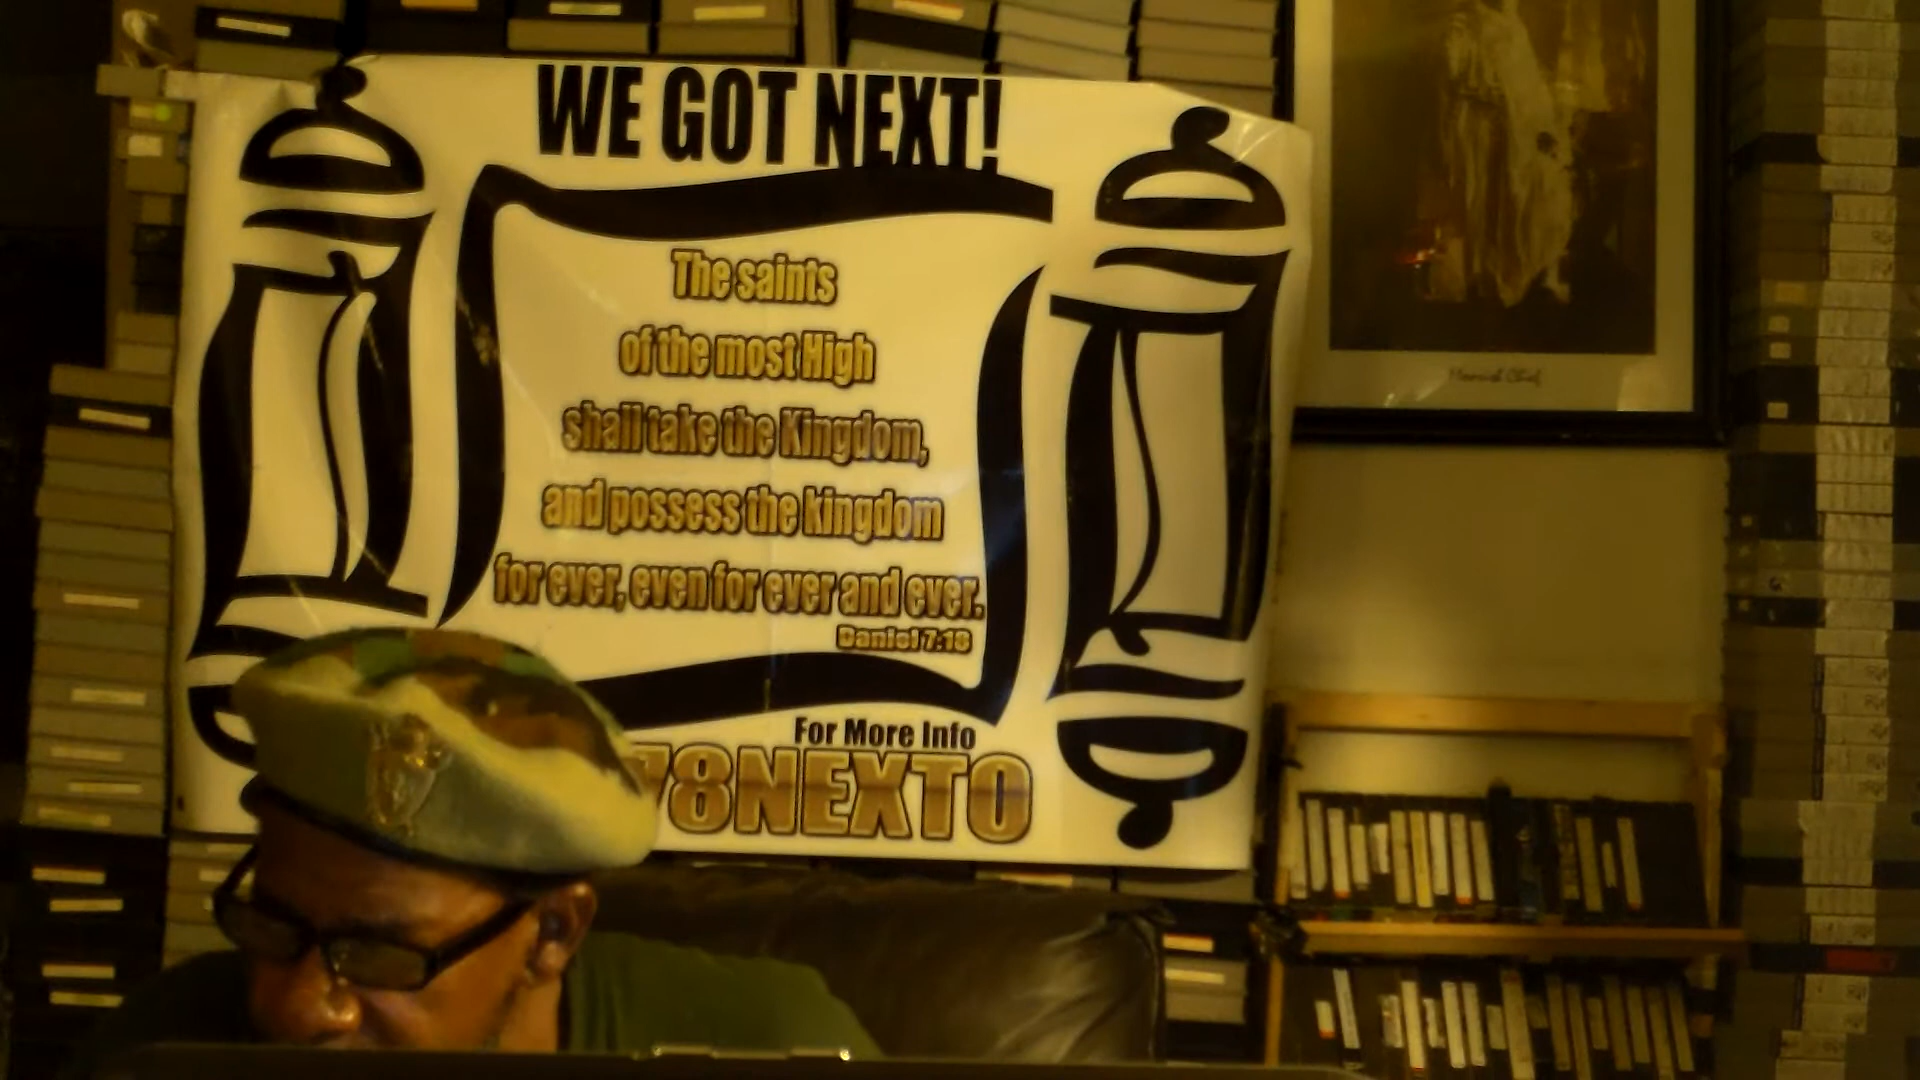 WE GOT NEXT!
The saints
of the most High
shall take the Kingdom,
and possess the kingdom
for ever, even for ever and ever.
Daniel 7:18
For More Info
78NEXTO